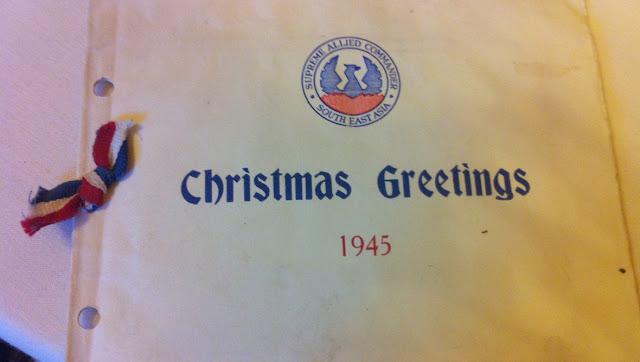 SUPREME ALLIED COMMANDER
• SOUTH EAST ASIA •
Christmas Greetings
1945